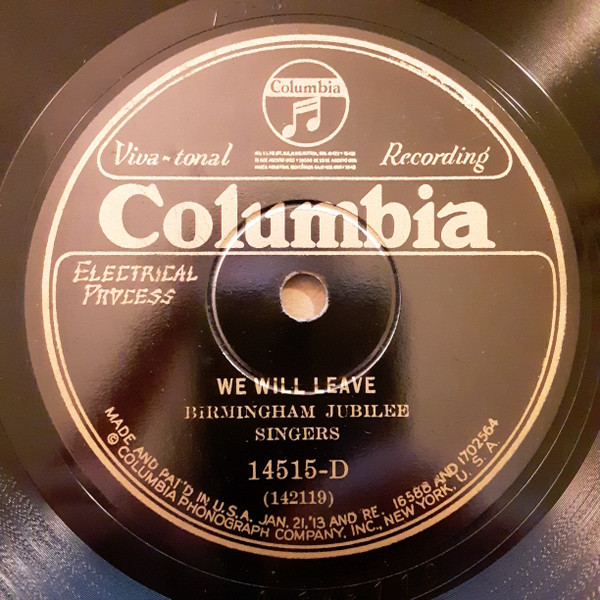 Columbia
Viva-tonal Recording
Columbia
ELECTRICAL
PROCESS
WE WILL LEAVE
BIRMINGHAM JUBILEE
SINGERS
14515-D
(142119)
MADE AND PAT'D IN U.S.A. JAN. 21,'13 AND RE. 16588 AND 1702564
© COLUMBIA PHONOGRAPH COMPANY, INC., NEW YORK, U.S.A.